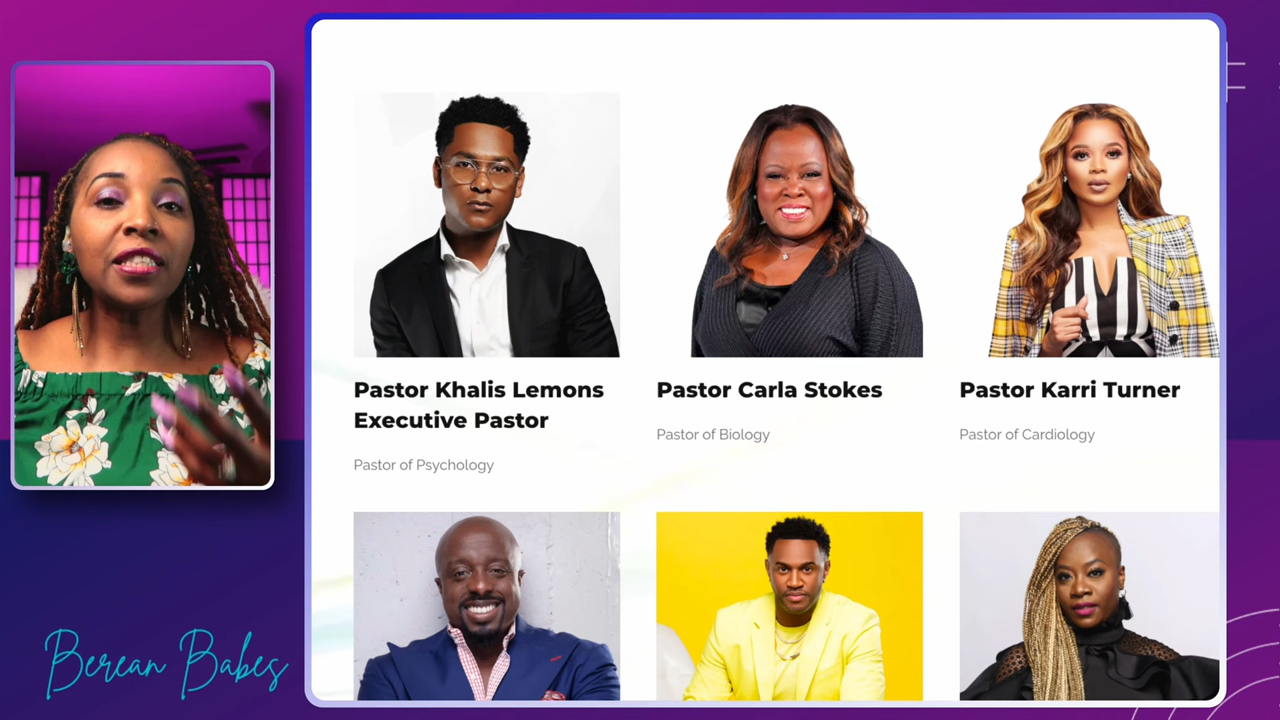 Pastor Khalis Lemons
Executive Pastor
Pastor of Psychology
Pastor Carla Stokes
Pastor of Biology
Pastor Karri Turner
Pastor of Cardiology
Berean Babes